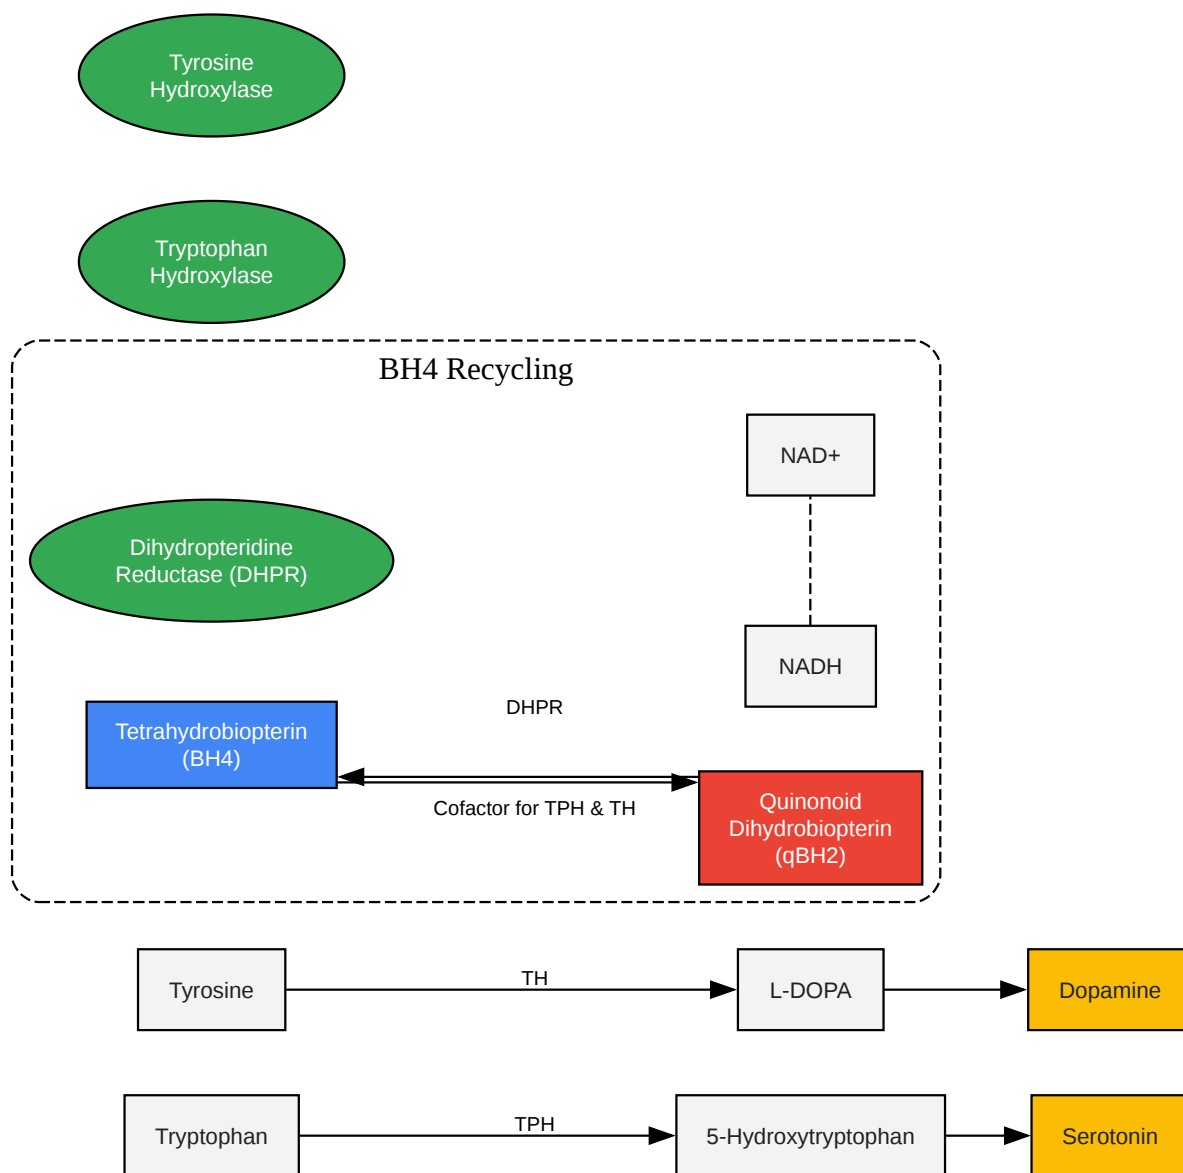 Tyrosine
Hydroxylase
Tryptophan
Hydroxylase
BH4 Recycling
NAD+
Dihydropteridine
Reductase (DHPR)
NADH
DHPR
Tetrahydrobiopterin
(BH4)
Cofactor for TPH & TH
Quinonoid
Dihydrobiopterin
(qBH2)
Tyrosine
TH
L-DOPA
Dopamine
Tryptophan
TPH
5-Hydroxytryptophan
Serotonin